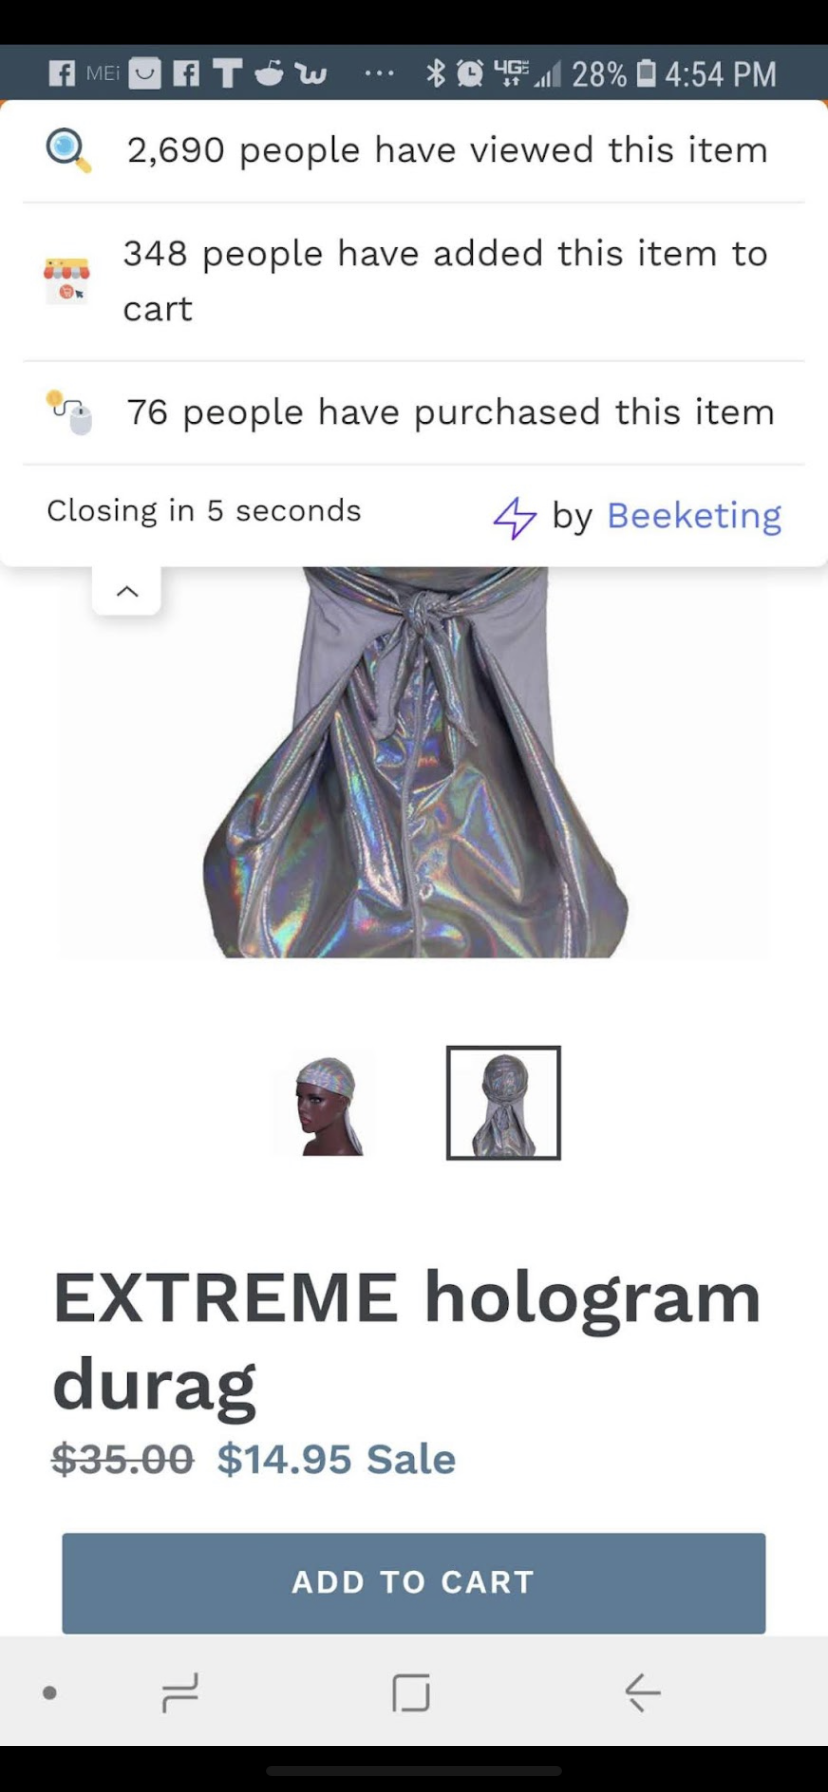 MEi 4GE 28% 4:54 PM
2,690 people have viewed this item
348 people have added this item to
cart
76 people have purchased this item
Closing in 5 seconds
by Beeketing
EXTREME hologram
durag
$35.00 $14.95 Sale
ADD TO CART